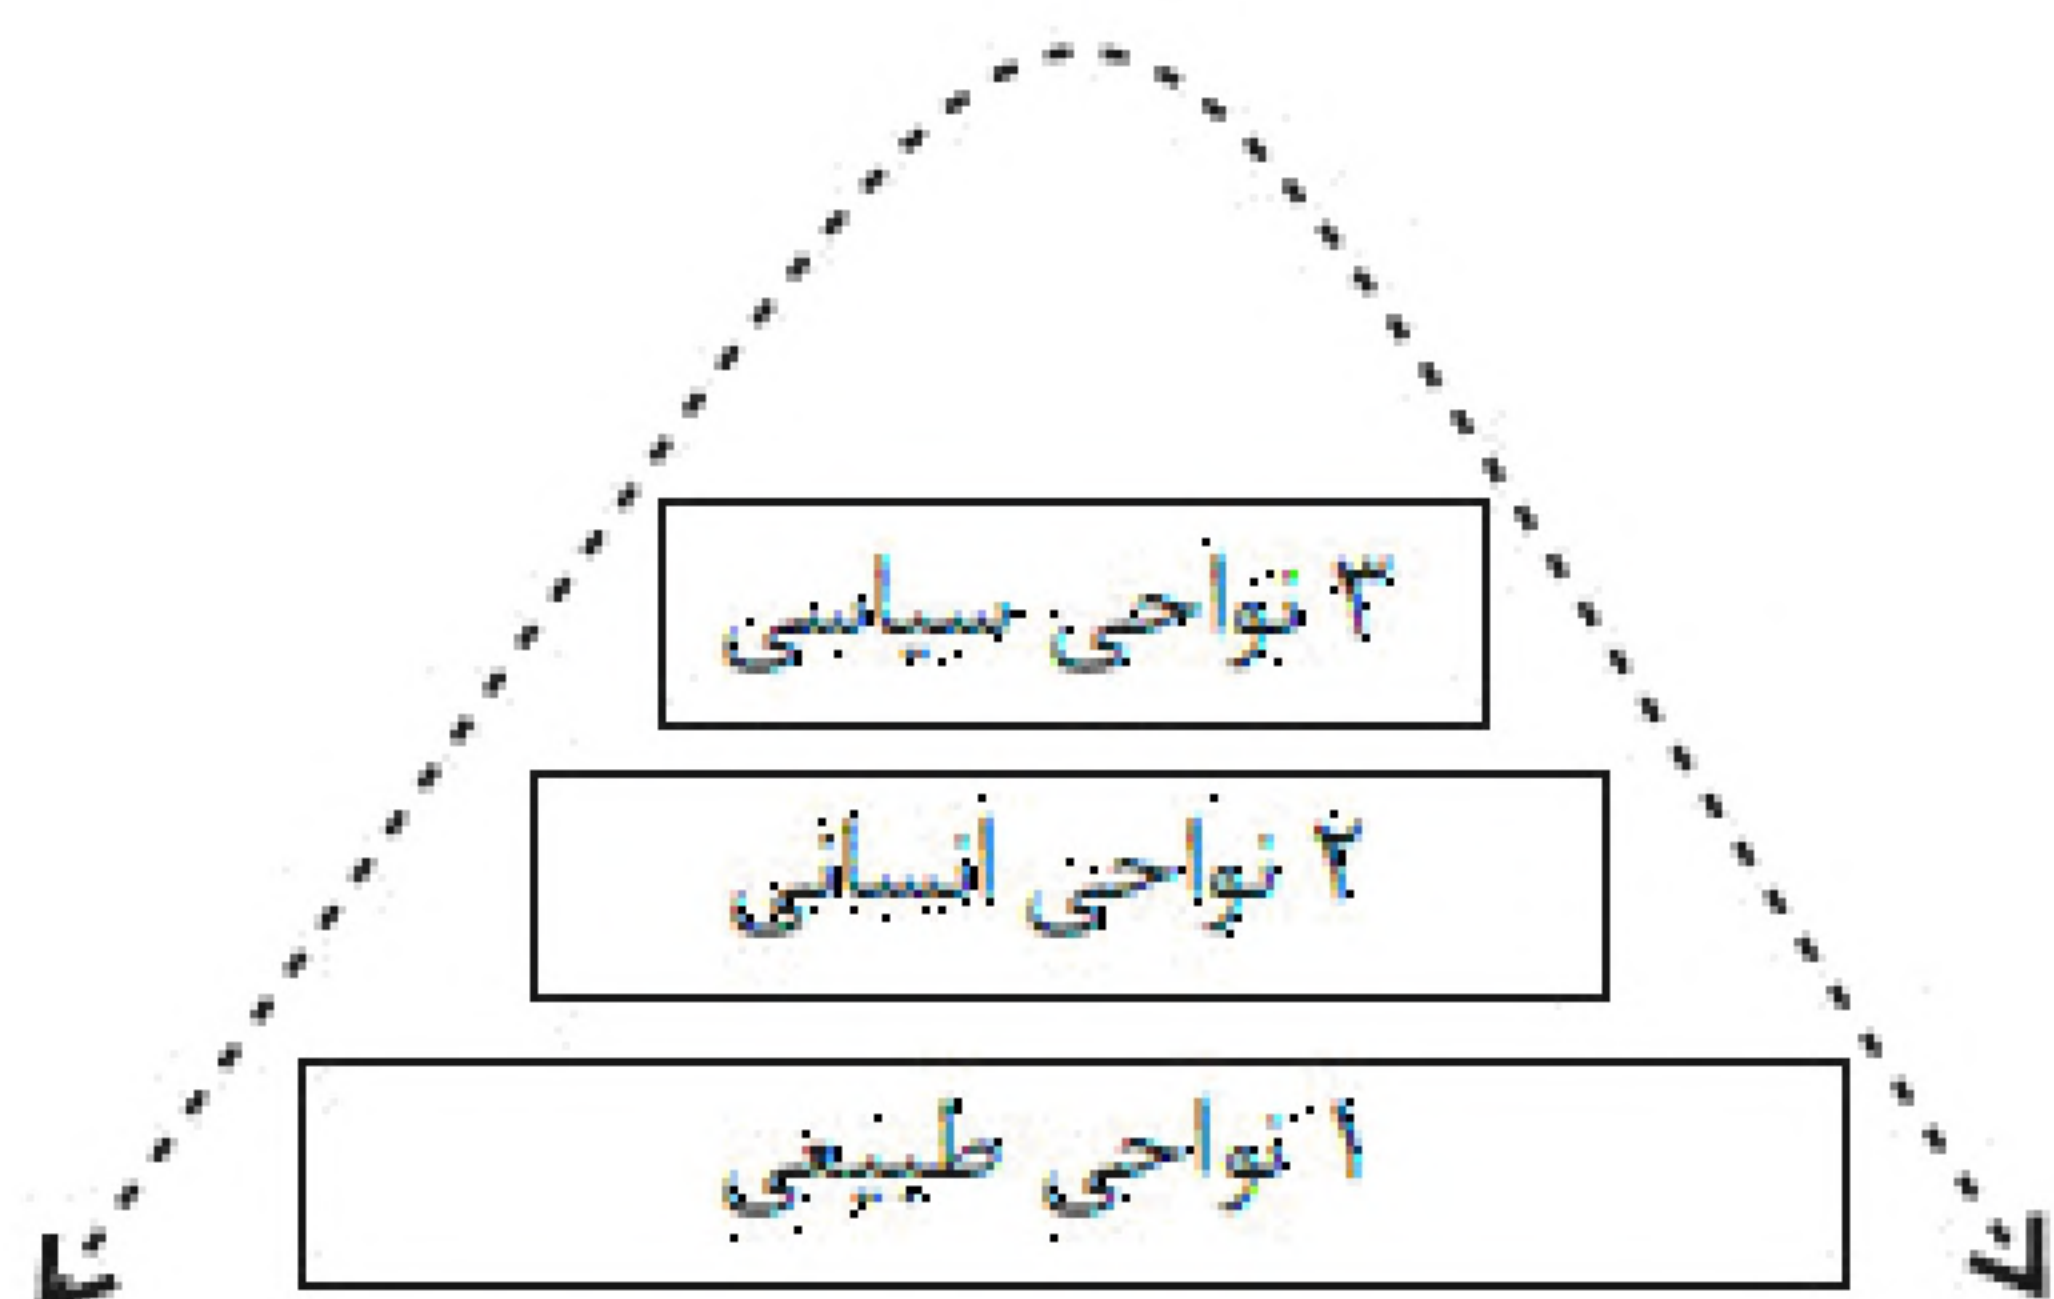 ۳ نواحی سیاسی
۲ نواحی انسانی
۱ نواحی طبیعی